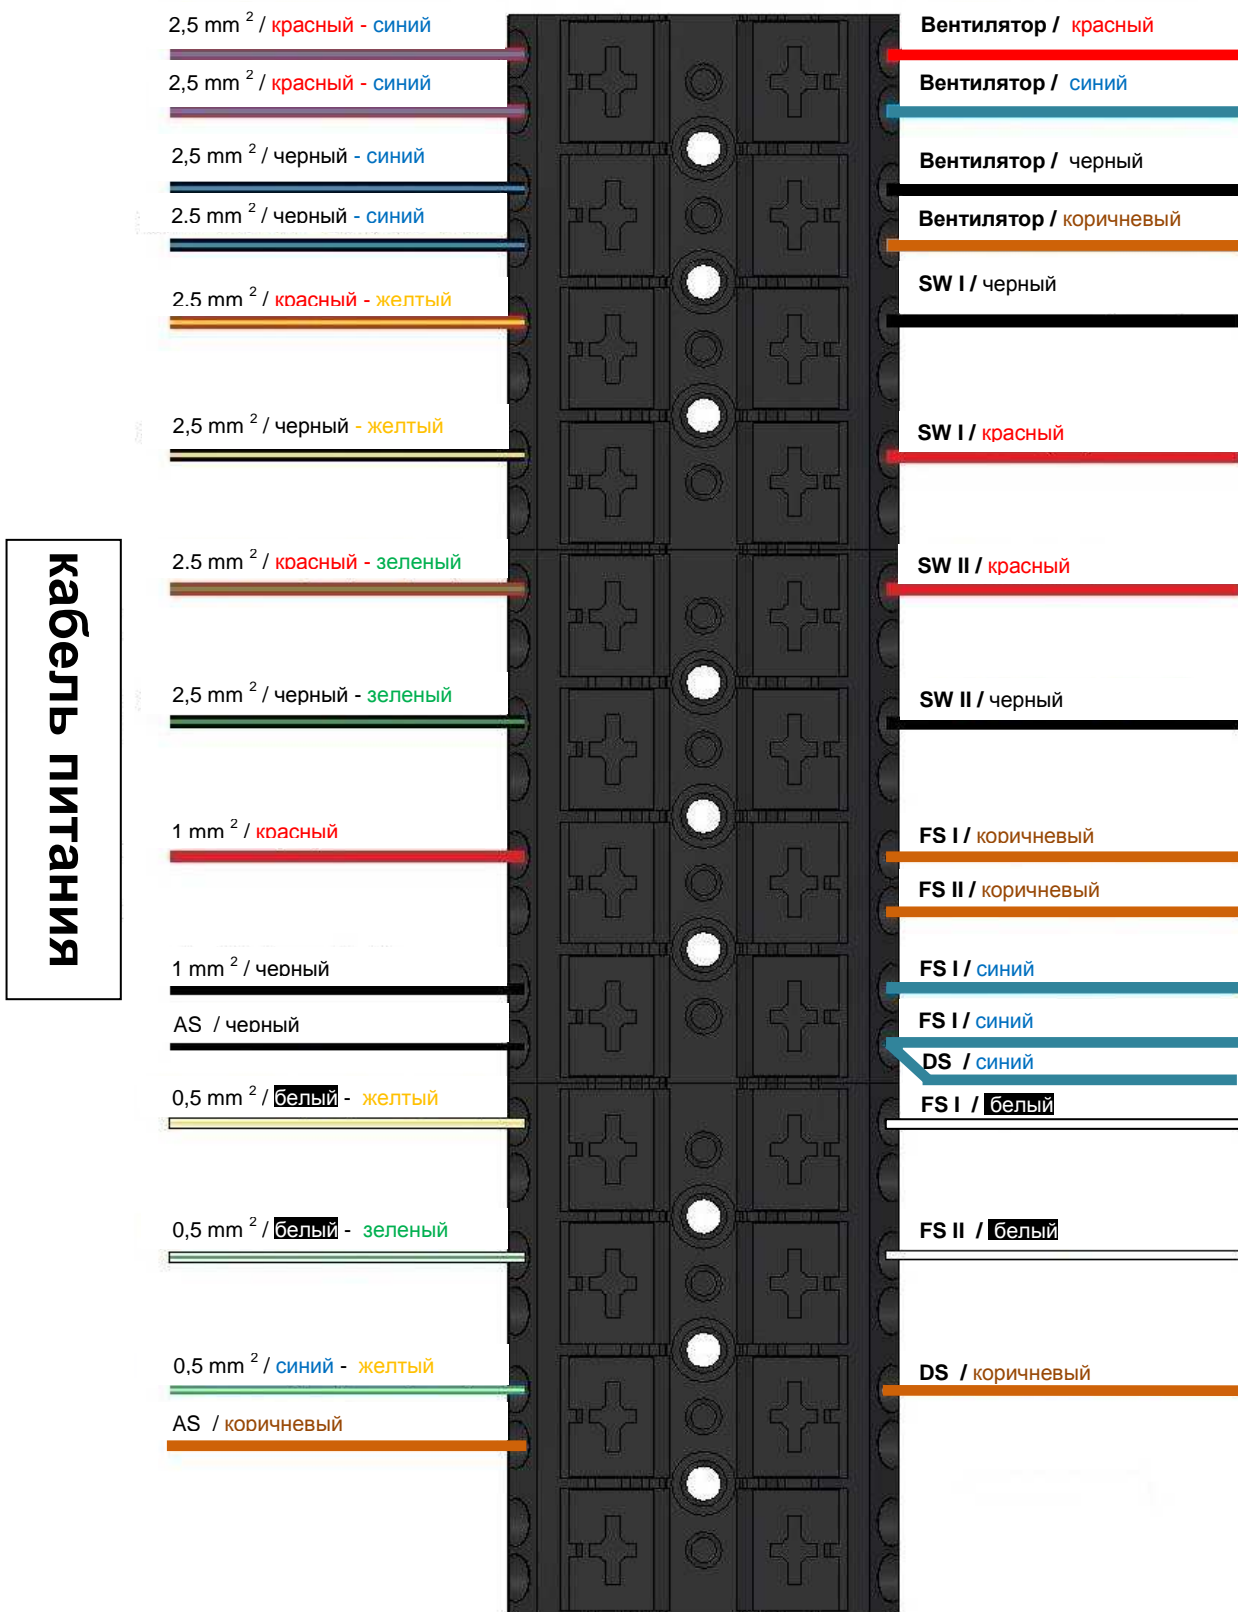 2,5 mm 2 / красный - синий
2,5 mm 2 / красный - синий
2,5 mm 2 / черный - синий
2.5 mm 2 / черный - синий
2.5 mm 2 / красный - желтый
2,5 mm 2 / черный - желтый
2.5 mm 2 / красный - зеленый
2,5 mm 2 / черный - зеленый
1 mm 2 / красный
1 mm 2 / черный
AS / черный
0,5 mm 2 / белый - желтый
0,5 mm 2 / белый - зеленый
0,5 mm 2 / синий - желтый
AS / коричневый
кабель питания
Вентилятор / красный
Вентилятор / синий
Вентилятор / черный
Вентилятор / коричневый
SW I / черный
SW I / красный
SW II / красный
SW II / черный
FS I / коричневый
FS II / коричневый
FS I / синий
FS I / синий
DS / синий
FS I / белый
FS II / белый
DS / коричневый